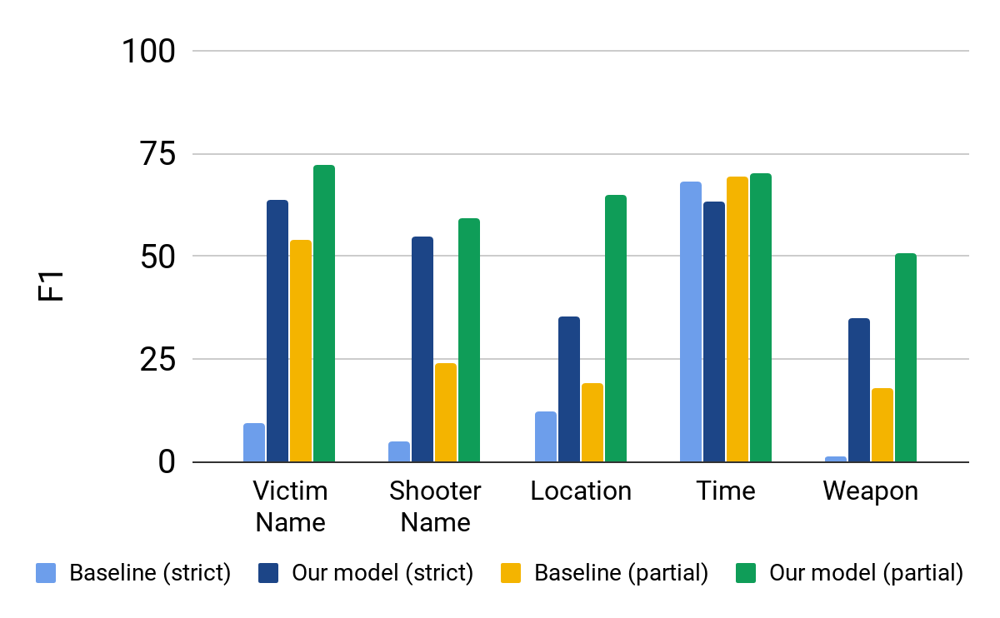 100
75
50
25
0
F1
Victim Name
Shooter Name
Location
Time
Weapon
Baseline (strict)
Our model (strict)
Baseline (partial)
Our model (partial)